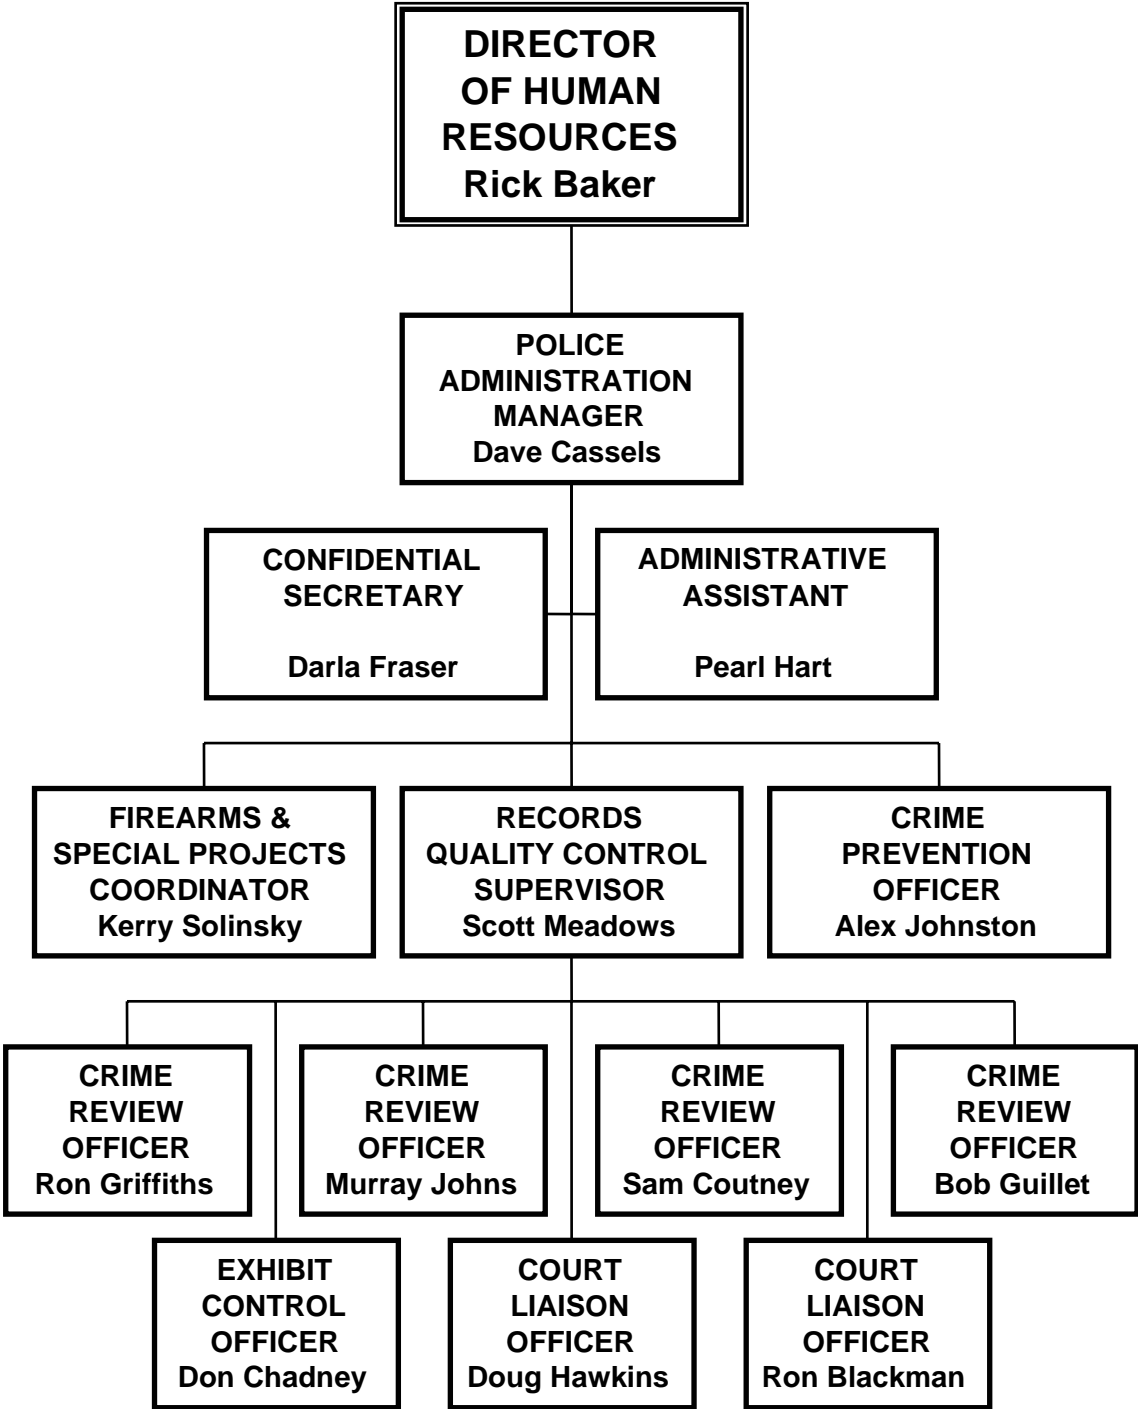 DIRECTOR
OF HUMAN
RESOURCES
Rick Baker
POLICE
ADMINISTRATION
MANAGER
Dave Cassels
CONFIDENTIAL
SECRETARY
Darla Fraser
ADMINISTRATIVE
ASSISTANT
Pearl Hart
FIREARMS &
SPECIAL PROJECTS
COORDINATOR
Kerry Solinsky
RECORDS
QUALITY CONTROL
SUPERVISOR
Scott Meadows
CRIME
PREVENTION
OFFICER
Alex Johnston
CRIME
REVIEW
OFFICER
Ron Griffiths
CRIME
REVIEW
OFFICER
Murray Johns
CRIME
REVIEW
OFFICER
Sam Coutney
CRIME
REVIEW
OFFICER
Bob Guillet
EXHIBIT
CONTROL
OFFICER
Don Chadney
COURT
LIAISON
OFFICER
Doug Hawkins
COURT
LIAISON
OFFICER
Ron Blackman